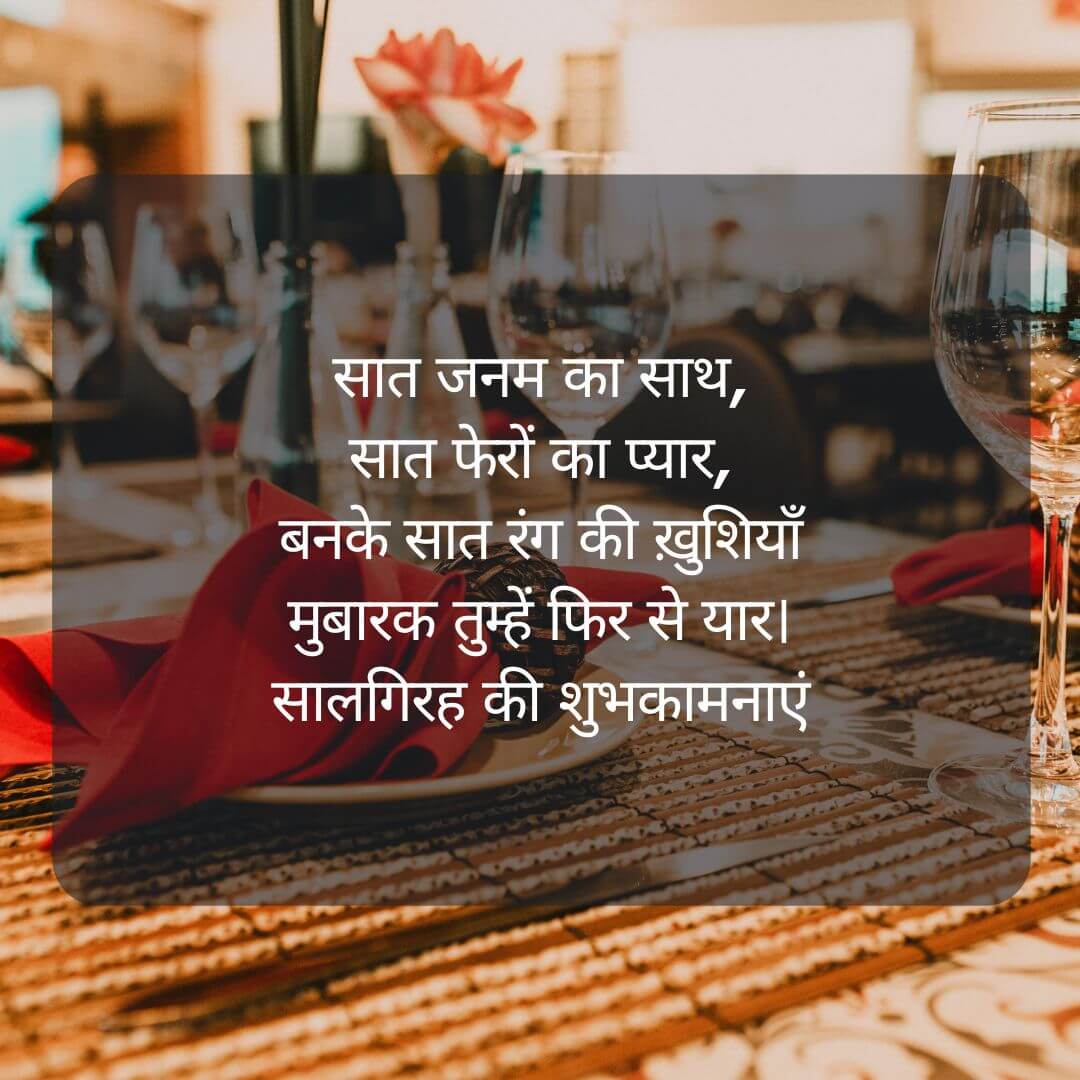 सात जनम का साथ,
सात फेरों का प्यार,
बनके सात रंग की ख़ुशियाँ
मुबारक तुम्हें फिर से यार।
सालगिरह की शुभकामनाएं